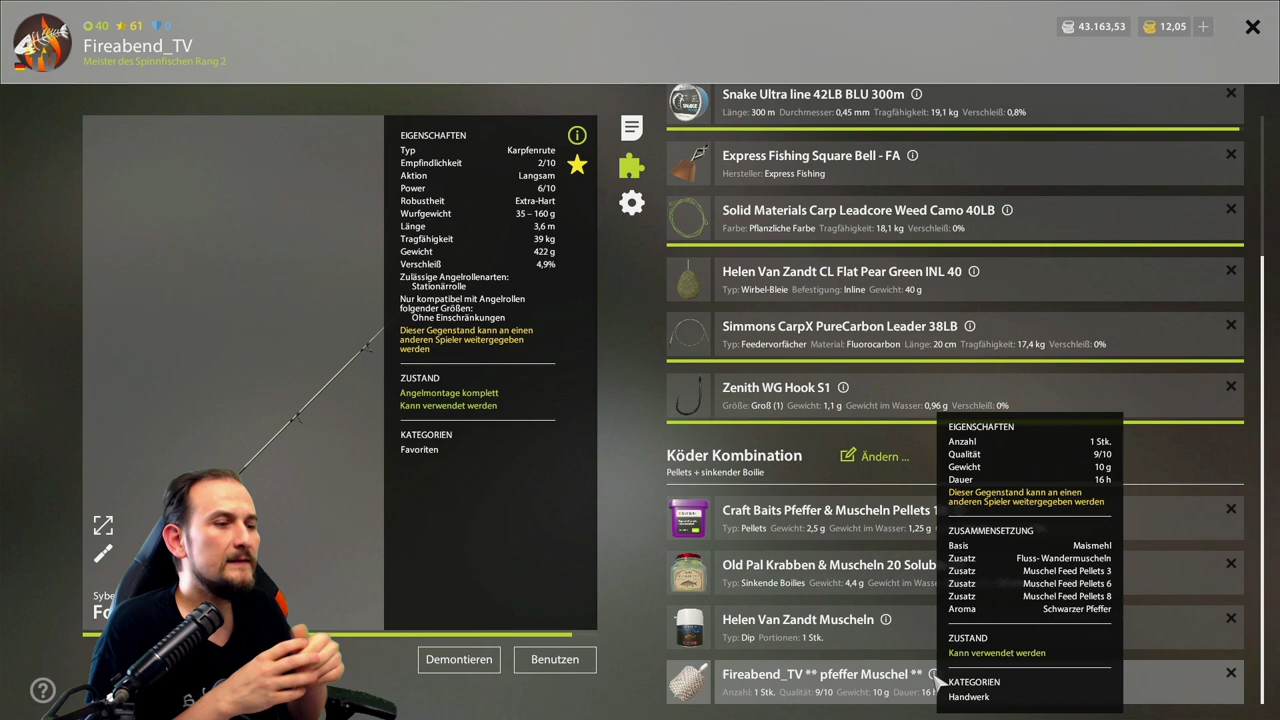 40 61 0
Fireabend_TV
Meister des Spinnfischen Rang 2
43.163,53 12,05
EIGENSCHAFTEN
Typ Karpfenrute
Empfindlichkeit 2/10
Aktion Langsam
Power 6/10
Robustheit Extra-Hart
Wurfgewicht 35 – 160 g
Länge 3,6 m
Tragfähigkeit 39 kg
Gewicht 422 g
Verschleiß 4,9%
Zulässige Angelrollenarten:
Stationärrolle
Nur kompatibel mit Angelrollen
folgender Größen:
Ohne Einschränkungen
Dieser Gegenstand kann an einen
anderen Spieler weitergegeben
werden
ZUSTAND
Angelmontage komplett
Kann verwendet werden
KATEGORIEN
Favoriten
Demontieren Benutzen
Snake Ultra line 42LB BLU 300m
Länge: 300 m Durchmesser: 0,45 mm Tragfähigkeit: 19,1 kg Verschleiß: 0,8%
Express Fishing Square Bell - FA
Hersteller: Express Fishing
Solid Materials Carp Leadcore Weed Camo 40LB
Farbe: Pflanzliche Farbe Tragfähigkeit: 18,1 kg Verschleiß: 0%
Helen Van Zandt CL Flat Pear Green INL 40
Typ: Wirbel-Bleie Befestigung: Inline Gewicht: 40 g
Simmons CarpX PureCarbon Leader 38LB
Typ: Feedervorfächer Material: Fluorocarbon Länge: 20 cm Tragfähigkeit: 17,4 kg Verschleiß: 0%
Zenith WG Hook S1
Größe: Groß (1) Gewicht: 1,1 g Gewicht im Wasser: 0,96 g Verschleiß: 0%
Köder Kombination Ändern ...
Pellets + sinkender Boilie
Craft Baits Pfeffer & Muscheln Pellets 1
Typ: Pellets Gewicht: 2,5 g Gewicht im Wasser: 1,25 g
Old Pal Krabben & Muscheln 20 Solub
Typ: Sinkende Boilies Gewicht: 4,4 g Gewicht im Wasse
Helen Van Zandt Muscheln
Typ: Dip Portionen: 1 Stk.
Fireabend_TV ** pfeffer Muschel **
Anzahl: 1 Stk. Qualität: 9/10 Gewicht: 10 g Dauer: 16 h
EIGENSCHAFTEN
Anzahl 1 Stk.
Qualität 9/10
Gewicht 10 g
Dauer 16 h
Dieser Gegenstand kann an einen
anderen Spieler weitergegeben werden
ZUSAMMENSETZUNG
Basis Maismehl
Zusatz Fluss- Wandermuscheln
Zusatz Muschel Feed Pellets 3
Zusatz Muschel Feed Pellets 6
Zusatz Muschel Feed Pellets 8
Aroma Schwarzer Pfeffer
ZUSTAND
Kann verwendet werden
KATEGORIEN
Handwerk